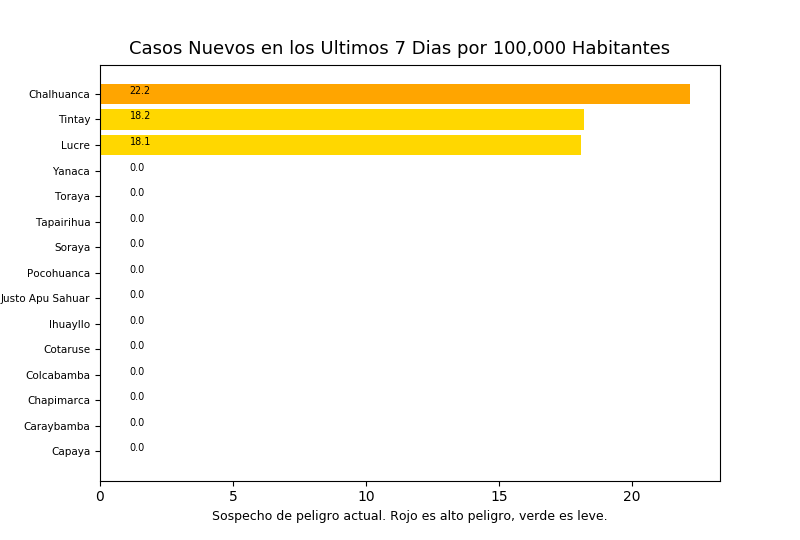 Casos Nuevos en los Ultimos 7 Dias por 100,000 Habitantes
Chalhuanca 22.2
Tintay 18.2
Lucre 18.1
Yanaca 0.0
Toraya 0.0
Tapairihua 0.0
Soraya 0.0
Pocohuanca 0.0
Justo Apu Sahuar 0.0
Ihuayllo 0.0
Cotaruse 0.0
Colcabamba 0.0
Chapimarca 0.0
Caraybamba 0.0
Capaya 0.0
0 5 10 15 20
Sospecho de peligro actual. Rojo es alto peligro, verde es leve.